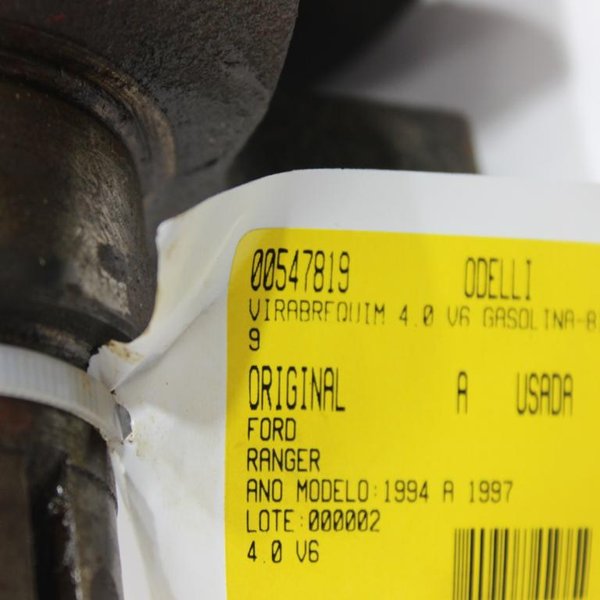 00547819 ODELLI
VIRABREQUIM 4.0 V6 GASOLINA-B
9
ORIGINAL A USADA
FORD
RANGER
ANO MODELO:1994 A 1997
LOTE:000002
4.0 V6